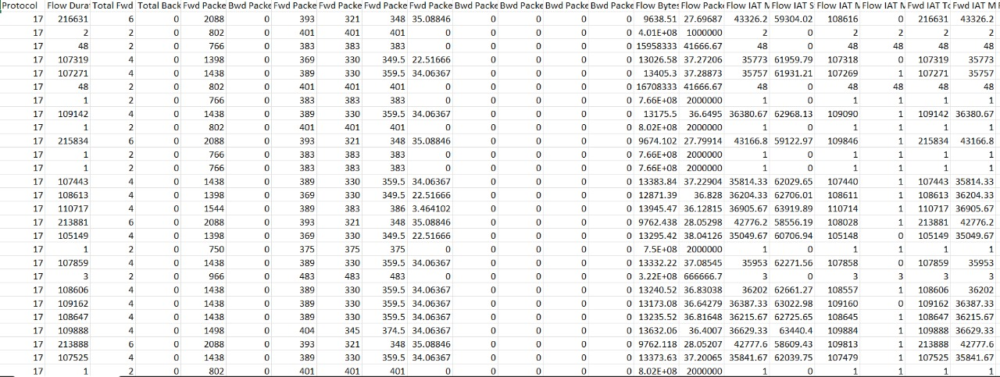 Protocol Flow Dura Total Fwd Total Back Fwd Packe Bwd Packe Fwd Packe Fwd Packe Fwd Packe Fwd Packe Bwd Packe Bwd Packe Bwd Packe Bwd Packe Flow Bytes Flow Pack Flow IAT M Flow IAT S Flow IAT M Flow IAT M Fwd IAT To Fwd IAT M
17 216631 6 0 2088 0 393 321 348 35.08846 0 0 0 0 9638.51 27.69687 43326.2 59304.02 108616 0 216631 43326.2
17 2 2 0 802 0 401 401 401 0 0 0 0 0 4.01E+08 1000000 2 0 2 2 2 2
17 48 2 0 766 0 383 383 383 0 0 0 0 0 15958333 41666.67 48 0 48 48 48 48
17 107319 4 0 1398 0 369 330 349.5 22.51666 0 0 0 0 13026.58 37.27206 35773 61959.79 107318 0 107319 35773
17 107271 4 0 1438 0 389 330 359.5 34.06367 0 0 0 0 13405.3 37.28873 35757 61931.21 107269 1 107271 35757
17 48 2 0 802 0 401 401 401 0 0 0 0 0 16708333 41666.67 48 0 48 48 48 48
17 1 2 0 766 0 383 383 383 0 0 0 0 0 7.66E+08 2000000 1 0 1 1 1 1
17 109142 4 0 1438 0 389 330 359.5 34.06367 0 0 0 0 13175.5 36.6495 36380.67 62968.13 109090 1 109142 36380.67
17 1 2 0 802 0 401 401 401 0 0 0 0 0 8.02E+08 2000000 1 0 1 1 1 1
17 215834 6 0 2088 0 393 321 348 35.08846 0 0 0 0 9674.102 27.79914 43166.8 59122.97 109846 1 215834 43166.8
17 1 2 0 766 0 383 383 383 0 0 0 0 0 7.66E+08 2000000 1 0 1 1 1 1
17 1 2 0 766 0 383 383 383 0 0 0 0 0 7.66E+08 2000000 1 0 1 1 1 1
17 107443 4 0 1438 0 389 330 359.5 34.06367 0 0 0 0 13383.84 37.22904 35814.33 62029.65 107440 1 107443 35814.33
17 108613 4 0 1398 0 369 330 349.5 22.51666 0 0 0 0 12871.39 36.828 36204.33 62706.01 108611 1 108613 36204.33
17 110717 4 0 1544 0 389 383 386 3.464102 0 0 0 0 13945.47 36.12815 36905.67 63919.89 110714 1 110717 36905.67
17 213881 6 0 2088 0 393 321 348 35.08846 0 0 0 0 9762.438 28.05298 42776.2 58556.19 108028 1 213881 42776.2
17 105149 4 0 1398 0 369 330 349.5 22.51666 0 0 0 0 13295.42 38.04126 35049.67 60706.94 105148 0 105149 35049.67
17 1 2 0 750 0 375 375 375 0 0 0 0 0 7.5E+08 2000000 1 0 1 1 1 1
17 107859 4 0 1438 0 389 330 359.5 34.06367 0 0 0 0 13332.22 37.08545 35953 62271.56 107858 0 107859 35953
17 3 2 0 966 0 483 483 483 0 0 0 0 0 3.22E+08 666666.7 3 0 3 3 3 3
17 108606 4 0 1438 0 389 330 359.5 34.06367 0 0 0 0 13240.52 36.83038 36202 62661.27 108557 1 108606 36202
17 109162 4 0 1438 0 389 330 359.5 34.06367 0 0 0 0 13173.08 36.64279 36387.33 63022.98 109160 0 109162 36387.33
17 108647 4 0 1438 0 389 330 359.5 34.06367 0 0 0 0 13235.52 36.81648 36215.67 62725.65 108645 1 108647 36215.67
17 109888 4 0 1498 0 404 345 374.5 34.06367 0 0 0 0 13632.06 36.4007 36629.33 63440.4 109884 1 109888 36629.33
17 213888 6 0 2088 0 393 321 348 35.08846 0 0 0 0 9762.118 28.05207 42777.6 58609.43 109813 1 213888 42777.6
17 107525 4 0 1438 0 389 330 359.5 34.06367 0 0 0 0 13373.63 37.20065 35841.67 62039.75 107479 1 107525 35841.67
17 1 2 0 802 0 401 401 401 0 0 0 0 0 8.02E+08 2000000 1 0 1 1 1 1